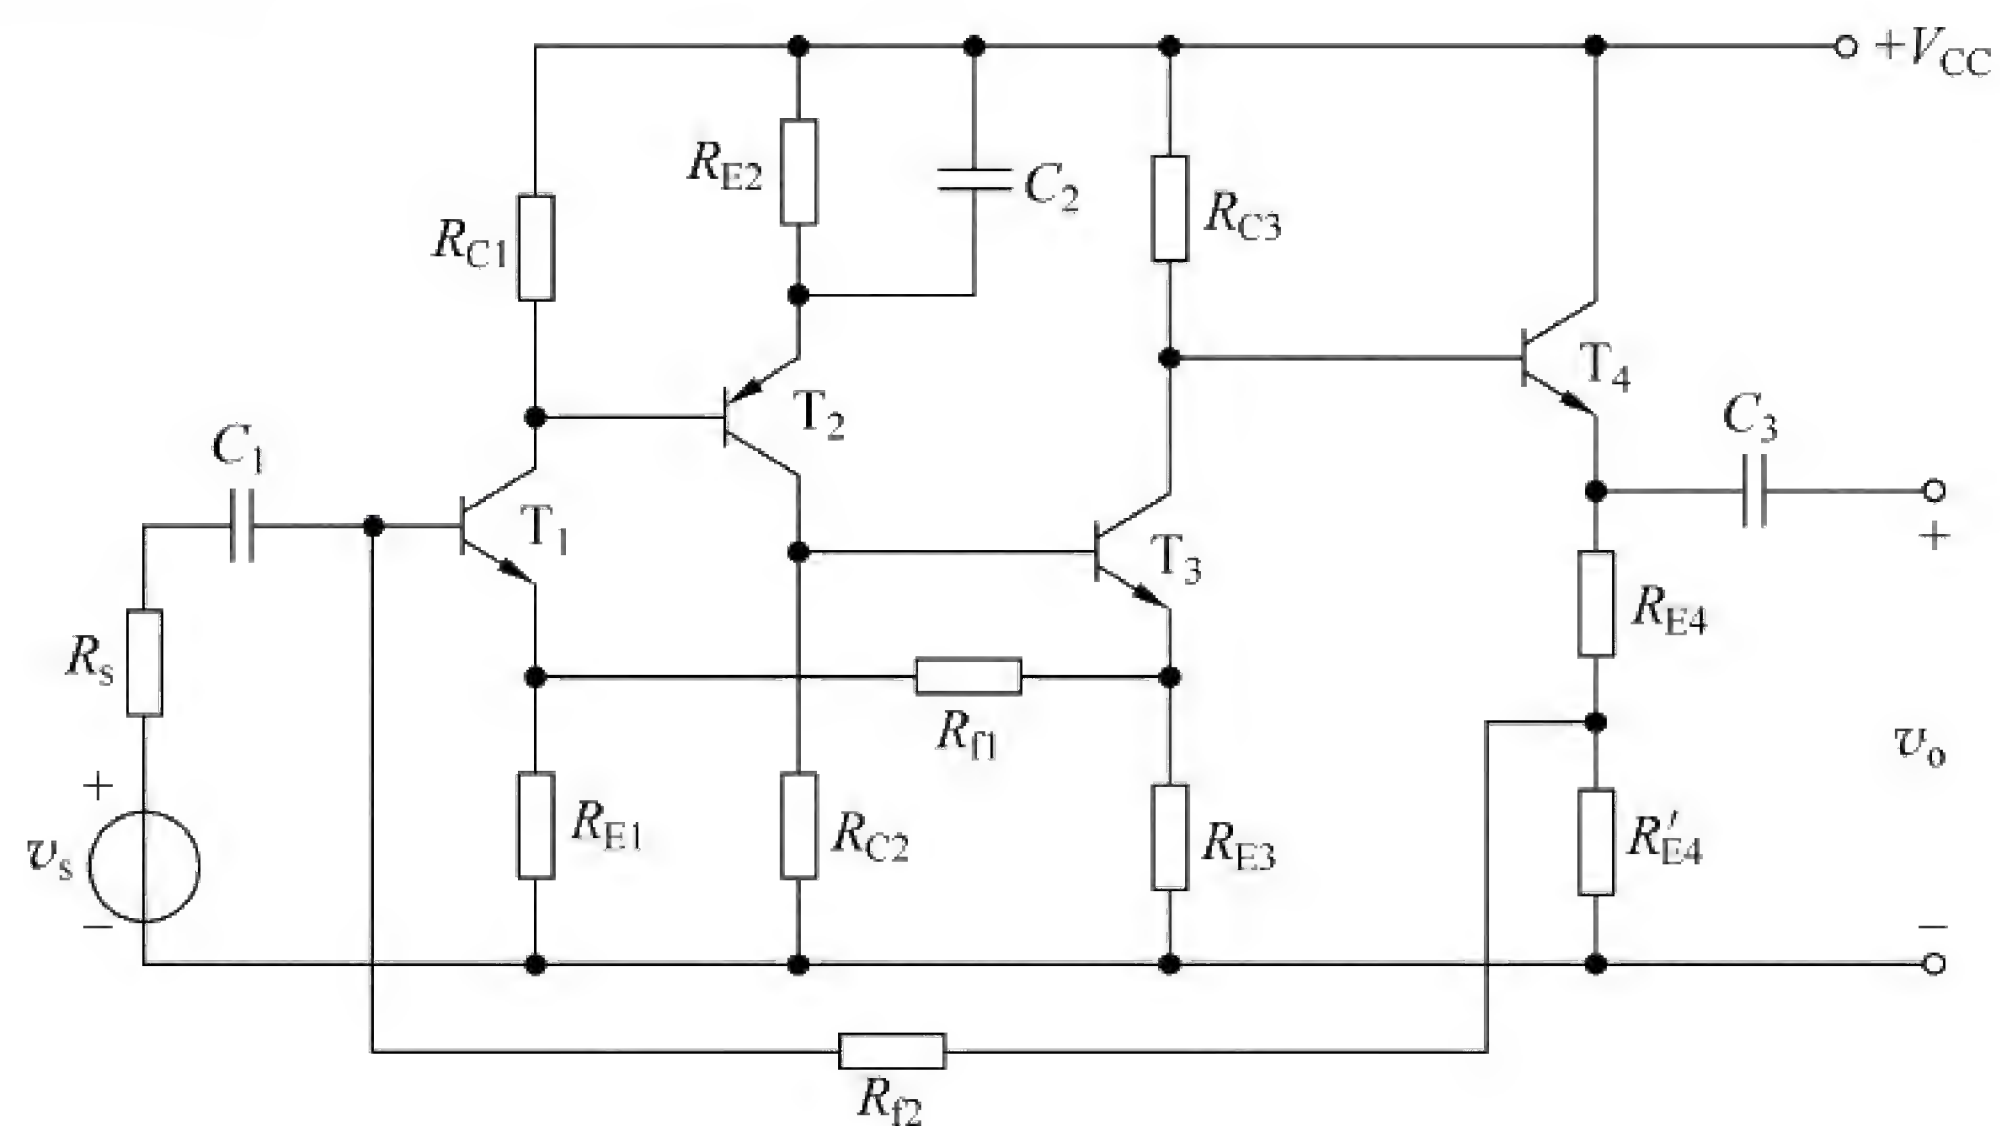 +V_CC
R_E2
C_2
R_C3
R_C1
T_2
T_4
C_3
C_1
T_1
T_3
+
R_E4
R_s
R_f1
v_o
+
R_E1
R_C2
R_E3
R'_E4
v_s
−
−
R_f2